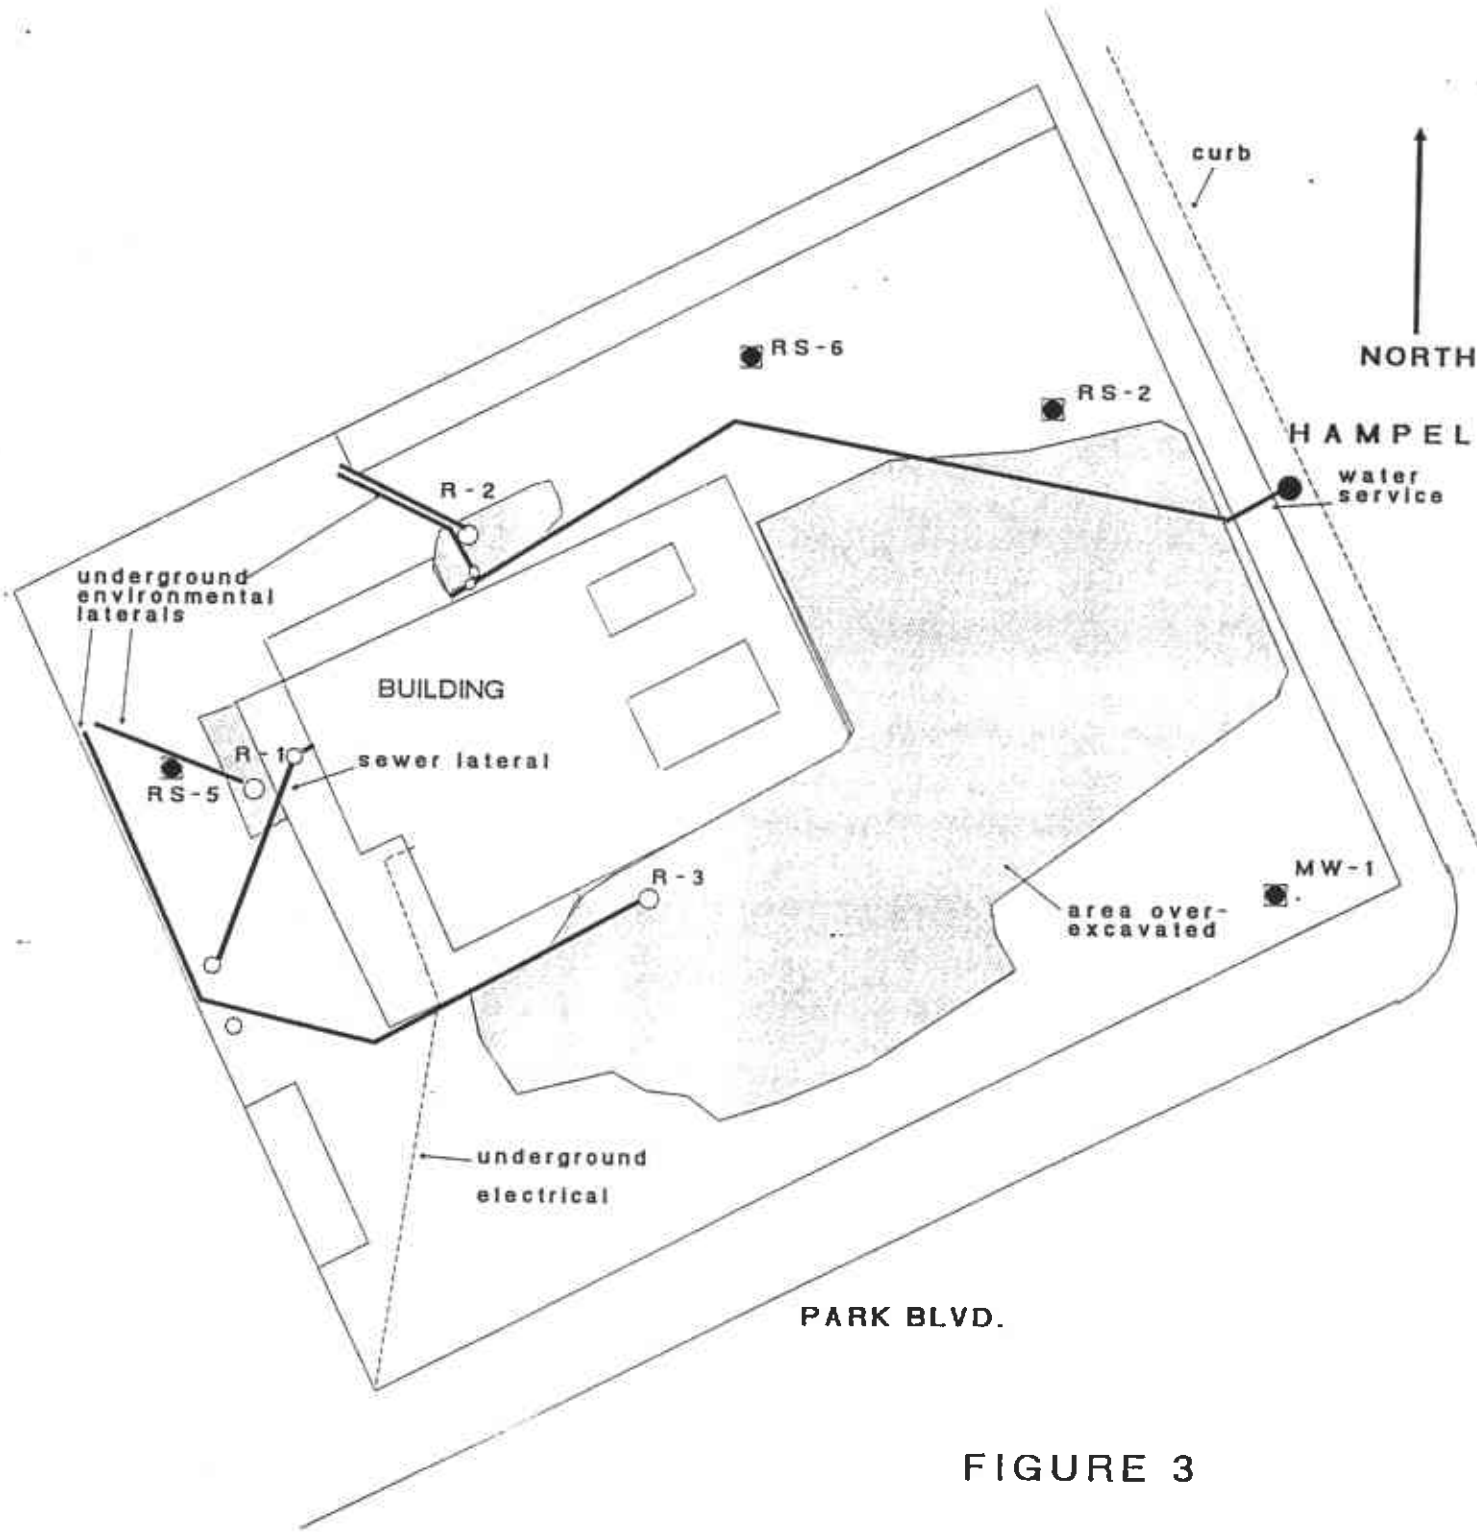 curb
RS-6
NORTH
RS-2
HAMPEL
water
service
R-2
underground
environmental
laterals
BUILDING
R-1
sewer lateral
RS-5
R-3
MW-1
area over-
excavated
underground
electrical
PARK BLVD.
FIGURE 3